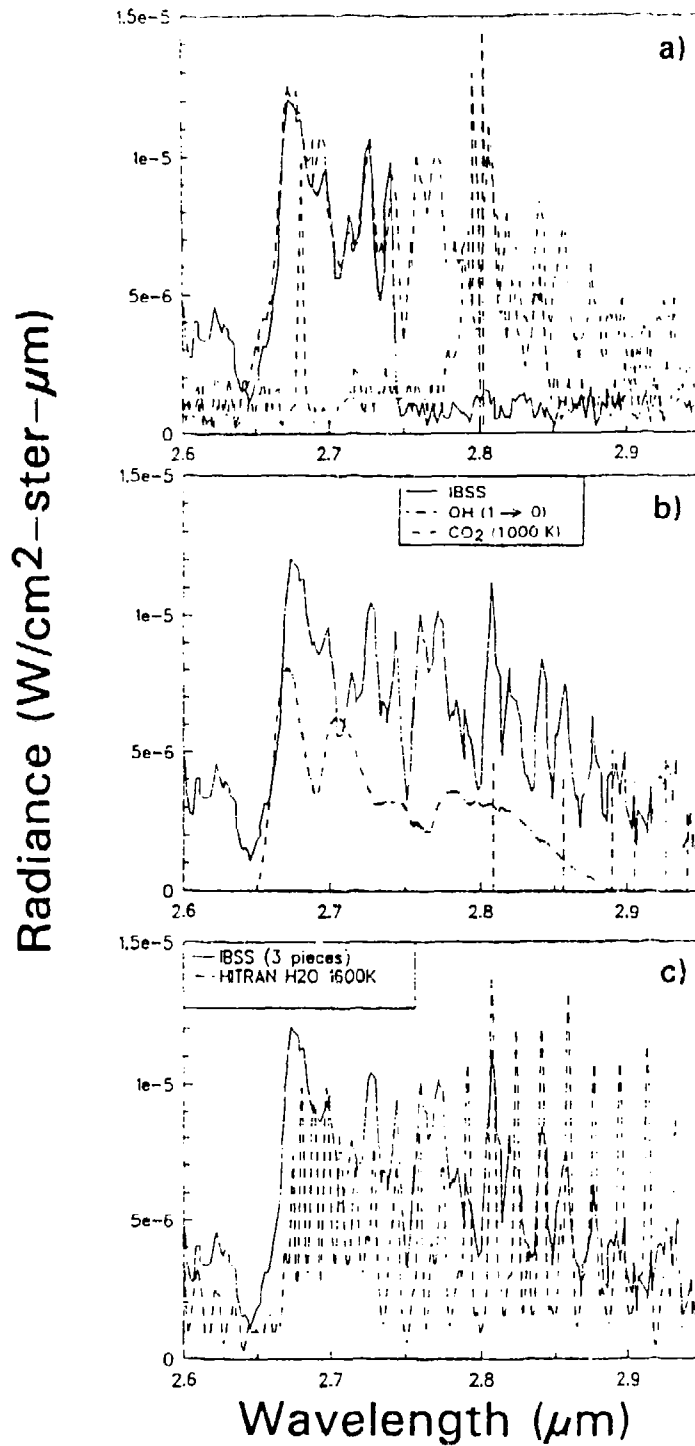 Radiance (W/cm2-ster-μm)
1.5e-5
a)
1e-5
5e-6
0
2.6
2.7
2.8
2.9
IBSS
OH (1 → 0)
CO₂ (1000 K)
b)
1e-5
5e-6
0
2.6
2.7
2.8
2.9
1.5e-5
IBSS (3 pieces)
HITRAN H2O 1600K
c)
1e-5
5e-6
0
2.6
2.7
2.8
2.9
Wavelength (μm)